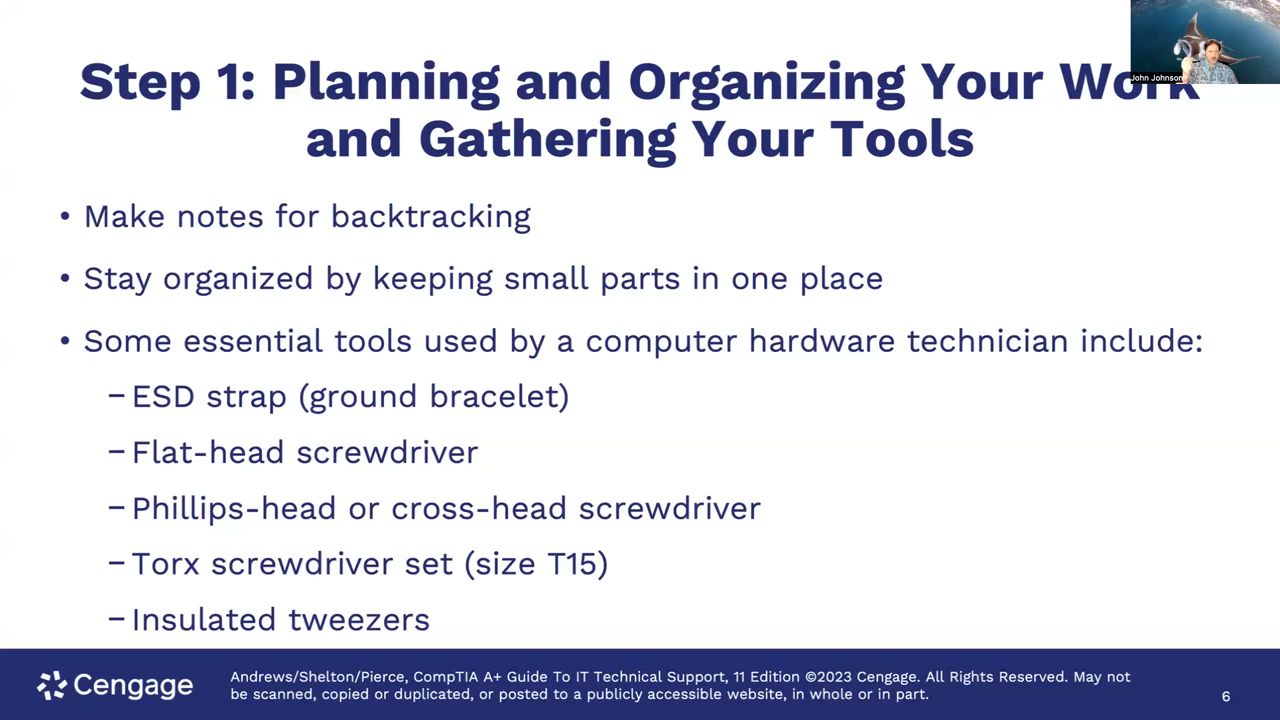 John Johnson
Step 1: Planning and Organizing Your Work
and Gathering Your Tools
• Make notes for backtracking
• Stay organized by keeping small parts in one place
• Some essential tools used by a computer hardware technician include:
– ESD strap (ground bracelet)
– Flat-head screwdriver
– Phillips-head or cross-head screwdriver
– Torx screwdriver set (size T15)
– Insulated tweezers
Cengage
Andrews/Shelton/Pierce, CompTIA A+ Guide To IT Technical Support, 11 Edition ©2023 Cengage. All Rights Reserved. May not
be scanned, copied or duplicated, or posted to a publicly accessible website, in whole or in part.
6